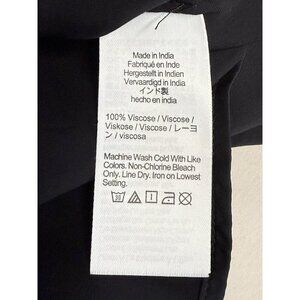 Made in India
Fabriqué en Inde
Hergestellt in Indien
Vervaardigd in India
インド製
hecho en india
100% Viscose / Viscose /
Viskose / Viscose / レーヨ
ン / viscosa
Machine Wash Cold With Like
Colors. Non-Chlorine Bleach
Only. Line Dry. Iron on Lowest
Setting.